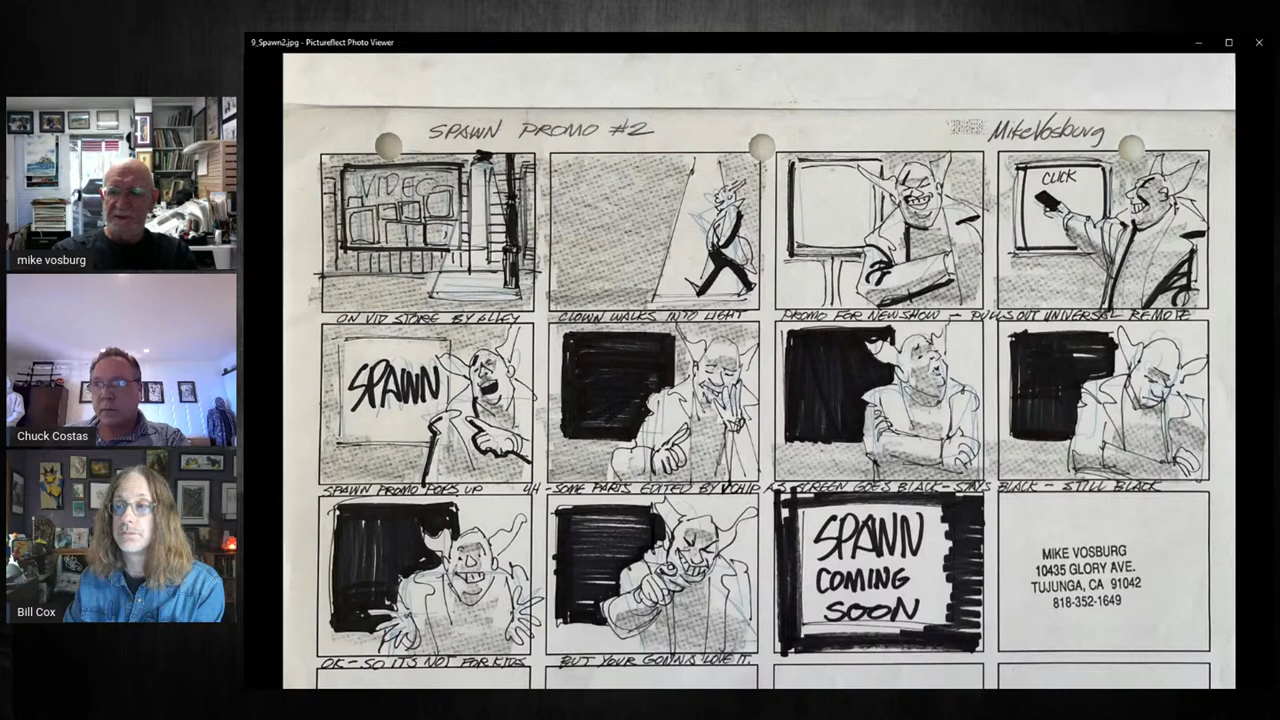 9_Spawn2.jpg - Pictureflect Photo Viewer
mike vosburg
Chuck Costas
Bill Cox
SPAWN PROMO #2
MikeVosburg
VIDEO
CLICK
ON VID STORE BY ALLEY
CLOWN WALKS INTO LIGHT
PROMO FOR NEW SHOW - PULLS OUT UNIVERSAL REMOTE
SPAWN
SPAWN PROMO POPS UP
-SOME PARTS EDITED BY VCHIP AS SCREEN GOES BLACK - STAYS BLACK - STILL BLACK
SPAWN
COMING
SOON
MIKE VOSBURG
10435 GLORY AVE.
TUJUNGA, CA 91042
818-352-1649
OK - SO ITS NOT FOR KIDS
BUT YOUR GONNA LOVE IT.